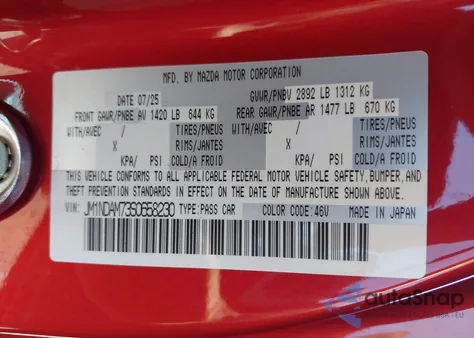 MFD. BY MAZDA MOTOR CORPORATION
DATE 07/25 GVWR/PNBV 2892 LB 1312 KG
FRONT GAWR/PNBE AV 1420 LB 644 KG REAR GAWR/PNBE AR 1477 LB 670 KG
WITH/AVEC / TIRES/PNEUS WITH/AVEC / TIRES/PNEUS
X RIMS/JANTES X RIMS/JANTES
KPA/ PSI COLD/A FROID KPA/ PSI COLD/A FROID
THIS VEHICLE CONFORMS TO ALL APPLICABLE FEDERAL MOTOR VEHICLE SAFETY, BUMPER, AND
THEFT PREVENTION STANDARDS IN EFFECT ON THE DATE OF MANUFACTURE SHOWN ABOVE.
VIN: JM1NDAM73S0658230 TYPE:PASS CAR COLOR CODE:46V MADE IN JAPAN
autoSnap